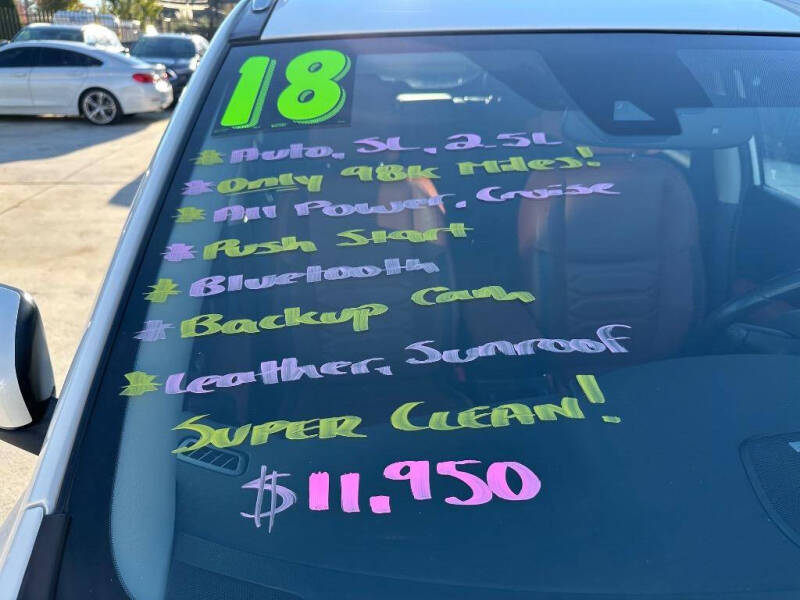 18
* Auto, SL, 2.5L
* Only 98k Miles!
* All Power, Cruise
* Push Start
* Bluetooth
* Backup Cam
* Leather, Sunroof
Super Clean!
$11,950